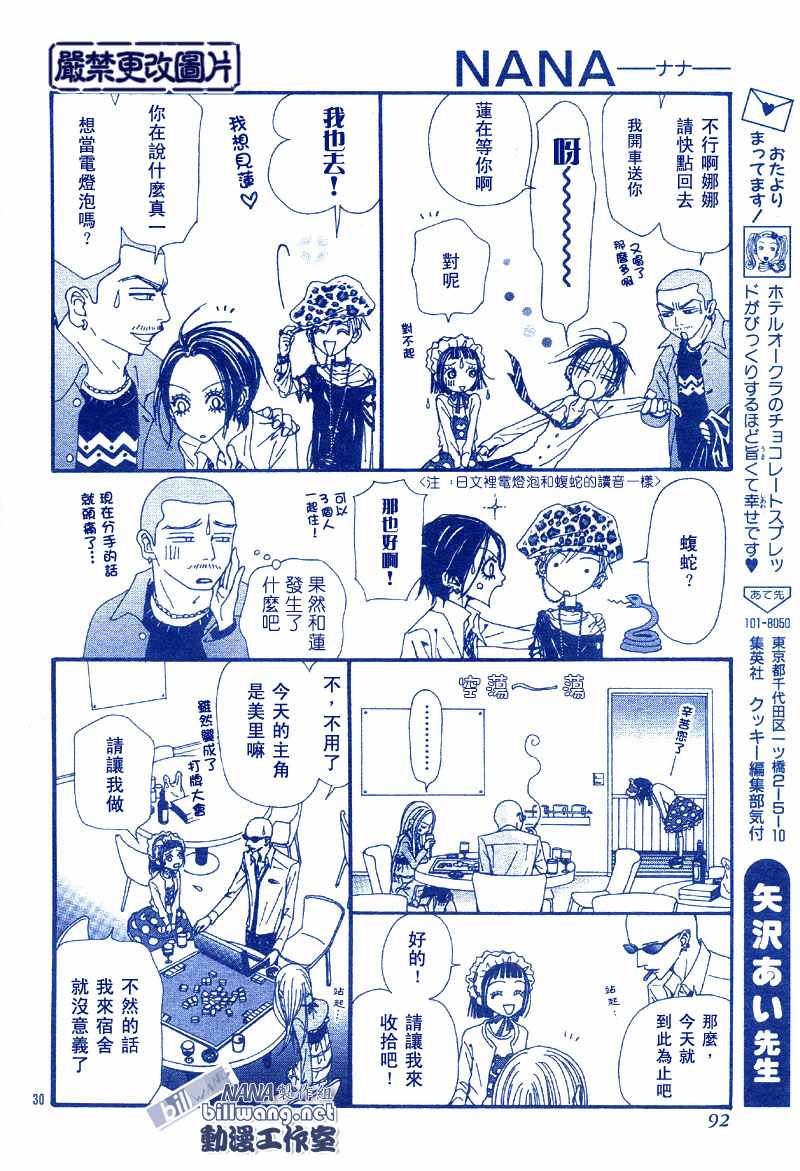 嚴禁更改圖片
NANA
―ナナ―
不行啊娜娜
請快點回去
我開車送你
呀～～～～～
蓮在等你啊
又喝了
那麼多啊
對呢
對不起
我也去！
我想見蓮♡
你在說什麼真一
想當電燈泡嗎？
<注：日文裡電燈泡和蝮蛇的讀音一樣>
蝮蛇？
那也好啊！
可以
3個人
一起住！
果然和蓮
發生了
什麼吧
現在分手的話
就頭痛了…
空蕩～蕩
辛苦您了—
………
不，不用了
今天的主角
是美里嘛
雖然變成了
打牌大會
請讓我做
不然的話
我來宿舍
就沒意義了
站起…
那麼，
今天就
到此為止吧
站起…
好的！
請讓我來
收拾吧！
おたより
まってます！
ホテルオークラのチョコレートスプレッ
ドがびっくりするほど旨くて幸せです♥
あて先
101-8050
東京都千代田区一ツ橋2-5-10
集英社 クッキー編集部気付
矢沢あい先生
30
92
billwang
NANA製作組
billwang.net
動漫工作室